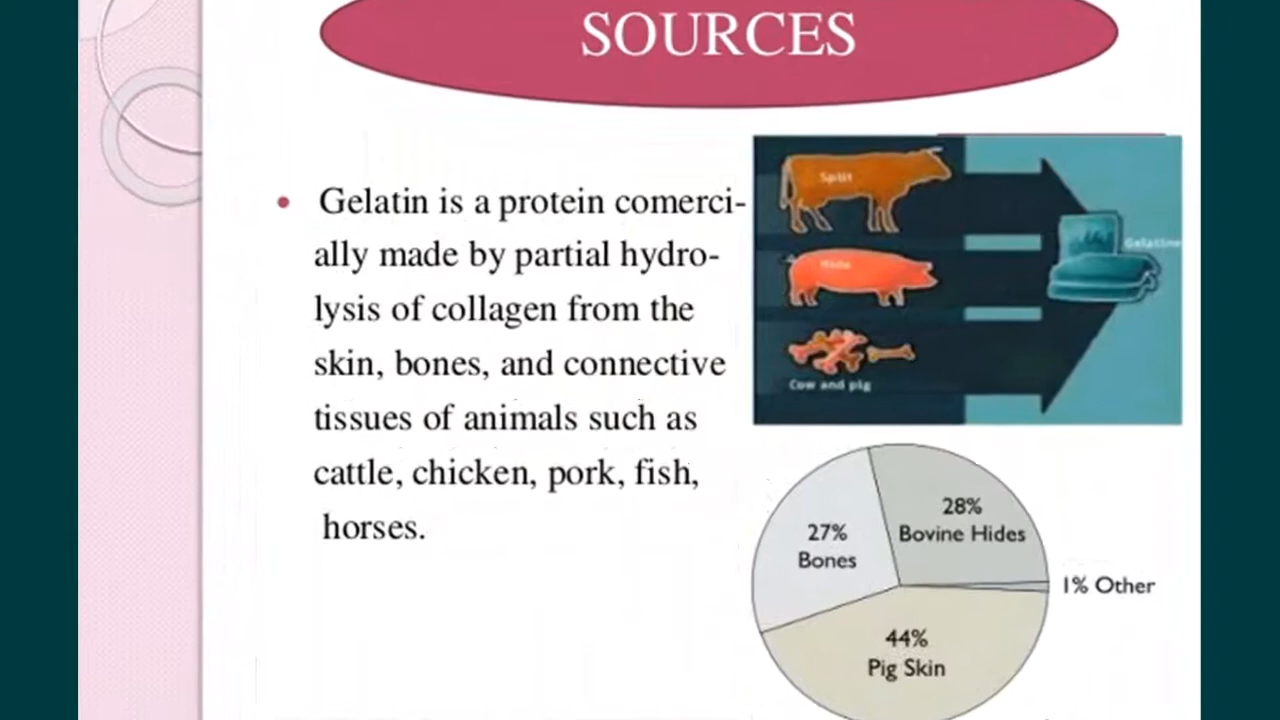 SOURCES
• Gelatin is a protein comerci-
ally made by partial hydro-
lysis of collagen from the
skin, bones, and connective
tissues of animals such as
cattle, chicken, pork, fish,
horses.
Split
Hide
Cow and pig
Gelatine
28%
Bovine Hides
27%
Bones
1% Other
44%
Pig Skin